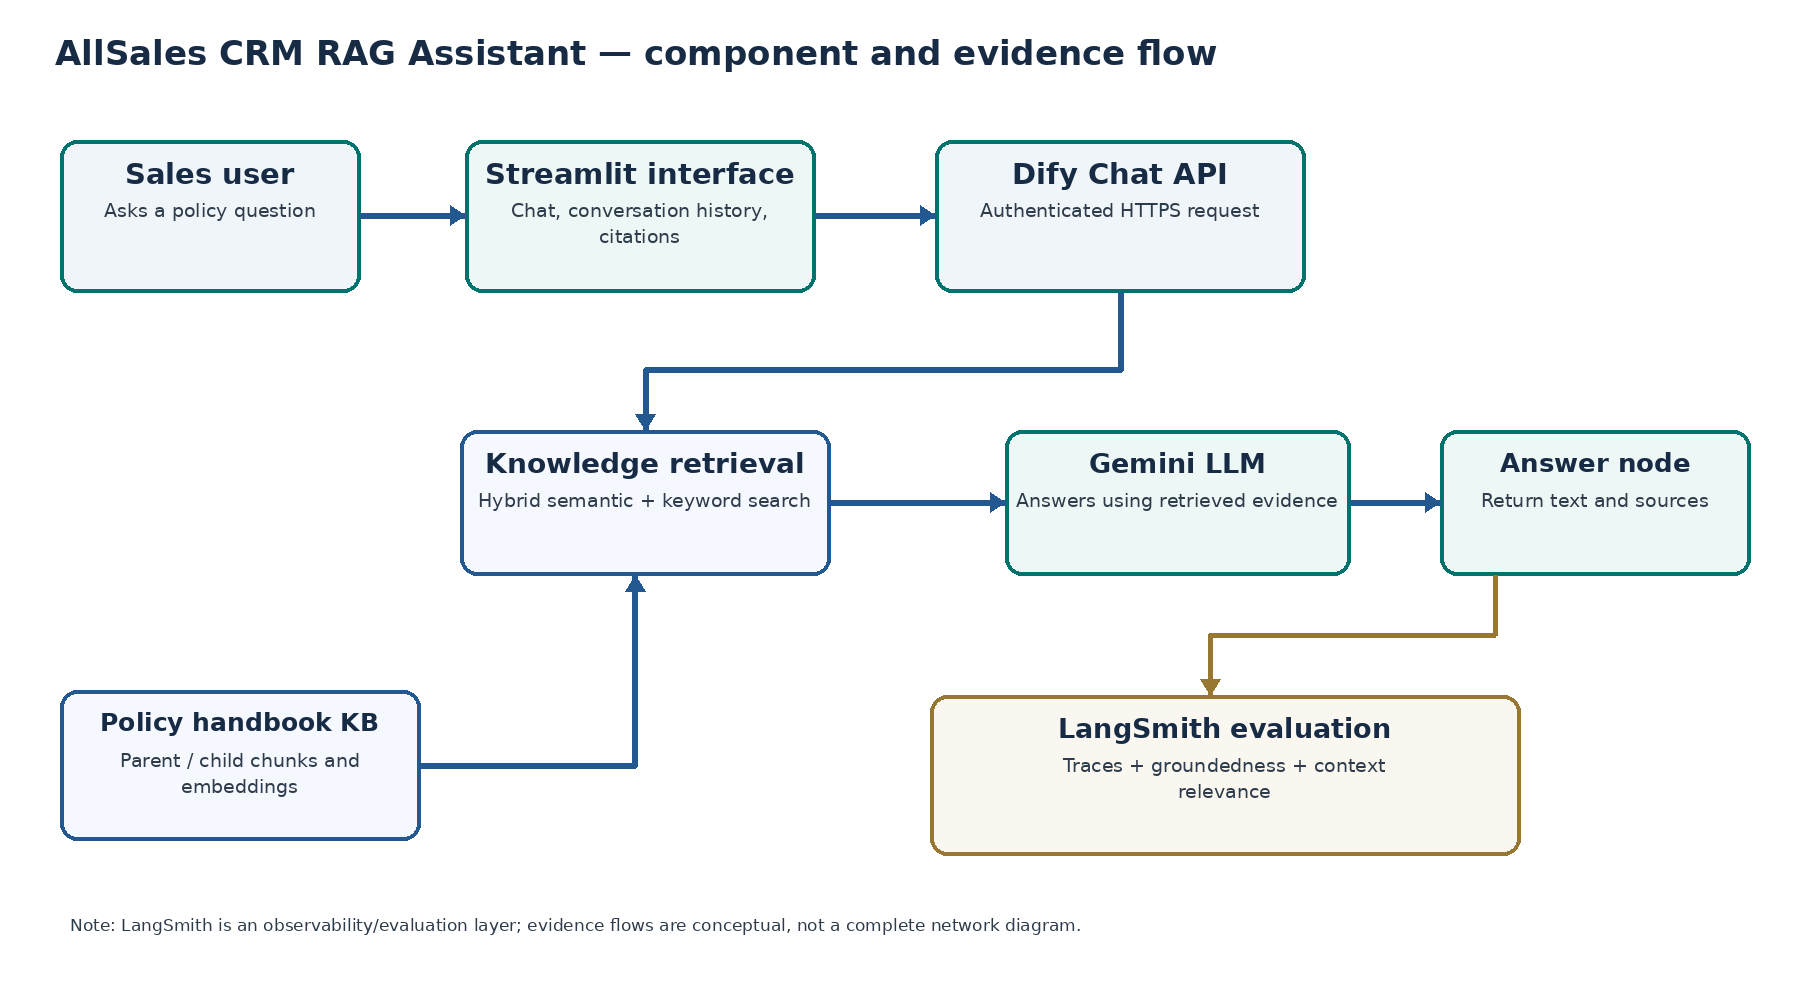 AllSales CRM RAG Assistant — component and evidence flow
Sales user
Asks a policy question
Streamlit interface
Chat, conversation history,
citations
Dify Chat API
Authenticated HTTPS request
Knowledge retrieval
Hybrid semantic + keyword search
Gemini LLM
Answers using retrieved evidence
Answer node
Return text and sources
Policy handbook KB
Parent / child chunks and
embeddings
LangSmith evaluation
Traces + groundedness + context
relevance
Note: LangSmith is an observability/evaluation layer; evidence flows are conceptual, not a complete network diagram.